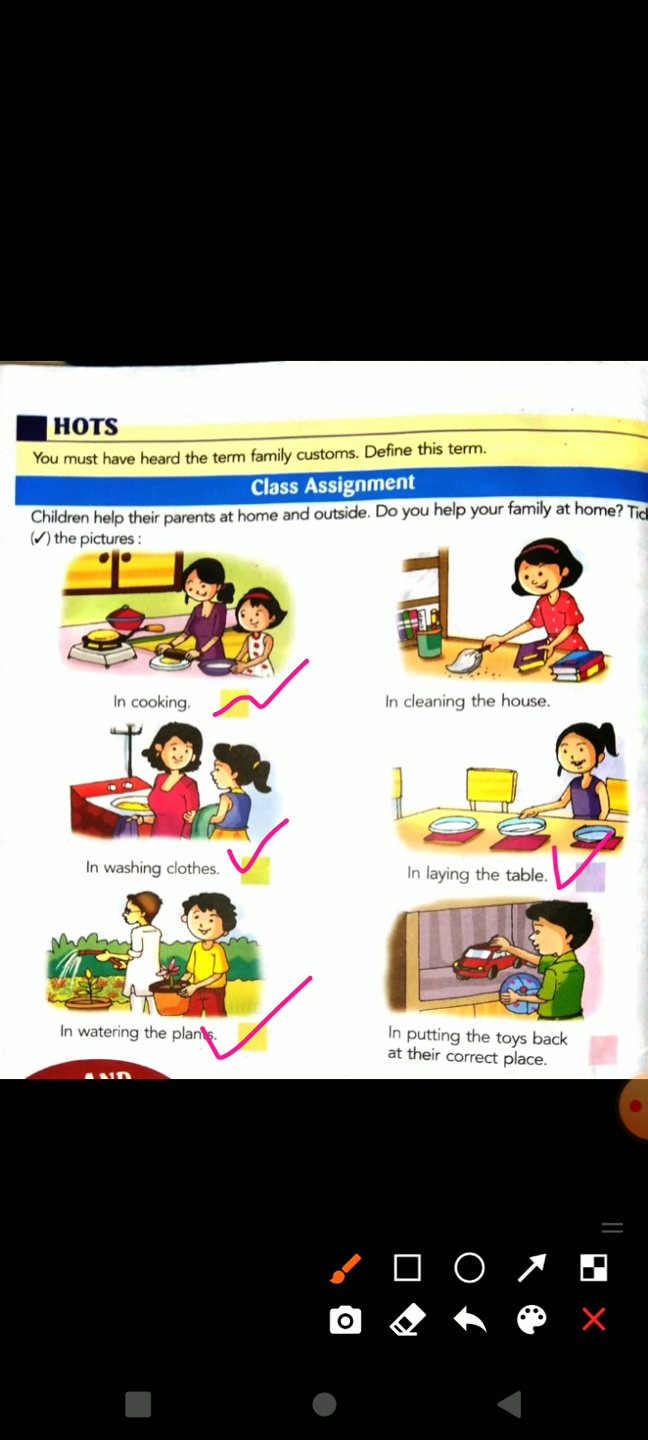 HOTS
You must have heard the term family customs. Define this term.
Class Assignment
Children help their parents at home and outside. Do you help your family at home?
(✓) the pictures :
In cooking.
In cleaning the house.
In washing clothes.
In laying the table.
In watering the plants.
In putting the toys back
at their correct place.
AND